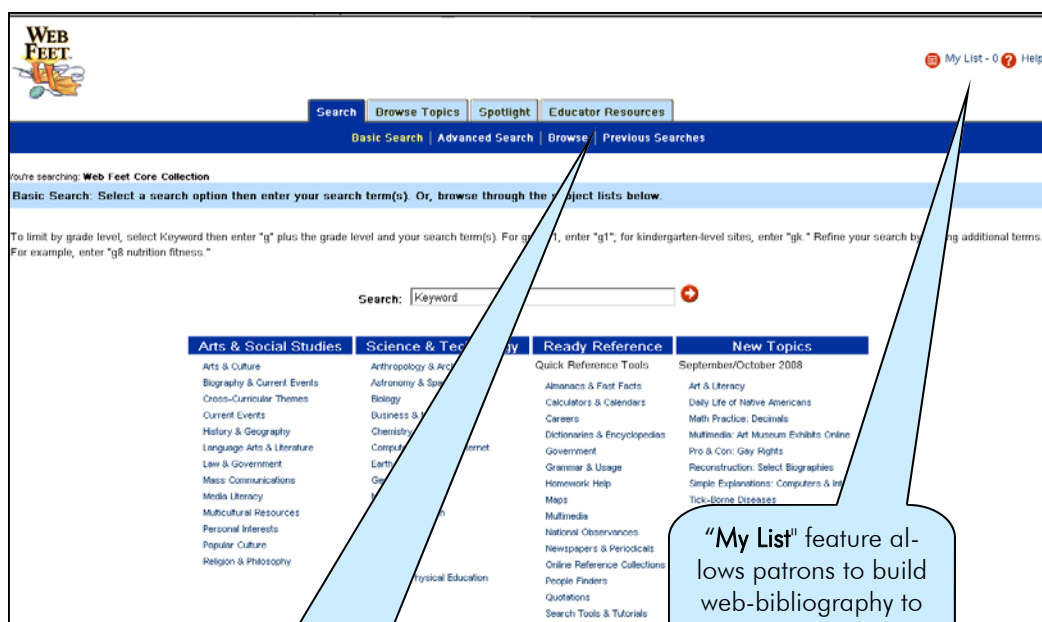 WEB
FEET
My List - 0 Help
Search Browse Topics Spotlight Educator Resources
Basic Search | Advanced Search | Browse | Previous Searches
You're searching: Web Feet Core Collection
Basic Search: Select a search option then enter your search term(s). Or, browse through the subject lists below.
To limit by grade level, select Keyword then enter "g" plus the grade level and your search term(s). For 1, enter "g1", for kindergarten-level sites, enter "gk." Refine your search by additional terms.
For example, enter "g8 nutrition fitness."
Search: Keyword
Arts & Social Studies
Arts & Culture
Biography & Current Events
Cross-Curricular Themes
Current Events
History & Geography
Language Arts & Literature
Law & Government
Mass Communications
Media Literacy
Multicultural Resources
Personal Interests
Popular Culture
Religion & Philosophy
Science &
Anthropology &
Astronomy &
Biology
Business &
Chemistry
Physical Education
Ready Reference
Quick Reference Tools
Almanacs & Fast Facts
Calculators & Calendars
Careers
Dictionaries & Encyclopedias
Government
Grammar & Usage
Homework Help
Maps
Multimedia
National Observances
Newspapers & Periodicals
Online Reference Collections
People Finders
Quotations
Search Tools & Tutorials
New Topics
September/October 2008
Art & Literacy
Daily Life of Native Americans
Math Practice: Decimals
Multimedia: Art Museum Exhibits Online
Pro & Con: Gay Rights
Reconstruction: Select Biographies
Simple Explanations: Computers &
Tick-Borne Diseases
"My List" feature al-
lows patrons to build
web-bibliography to